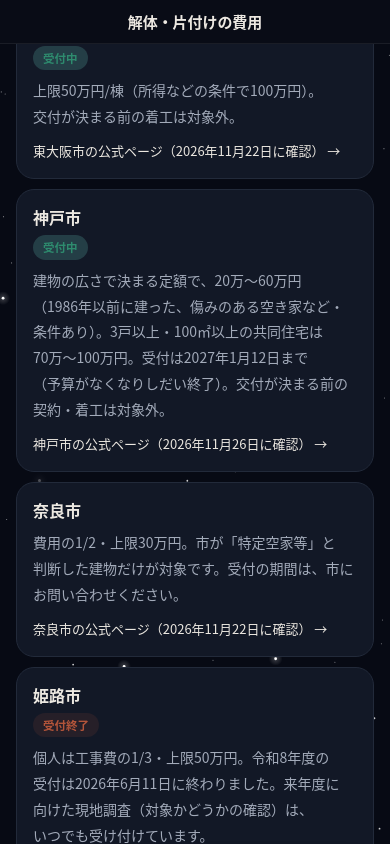 解体・片付けの費用
受付中
上限50万円/棟（所得などの条件で100万円）。
交付が決まる前の着工は対象外。
東大阪市の公式ページ（2026年11月22日に確認） →
神戸市
受付中
建物の広さで決まる定額で、20万〜60万円
（1986年以前に建った、傷みのある空き家など・
条件あり）。3戸以上・100㎡以上の共同住宅は
70万〜100万円。受付は2027年1月12日まで
（予算がなくなりしだい終了）。交付が決まる前の
契約・着工は対象外。
神戸市の公式ページ（2026年11月26日に確認） →
奈良市
費用の1/2・上限30万円。市が「特定空家等」と
判断した建物だけが対象です。受付の期間は、市に
お問い合わせください。
奈良市の公式ページ（2026年11月22日に確認） →
姫路市
受付終了
個人は工事費の1/3・上限50万円。令和8年度の
受付は2026年6月11日に終わりました。来年度に
向けた現地調査（対象かどうかの確認）は、
いつでも受け付けています。